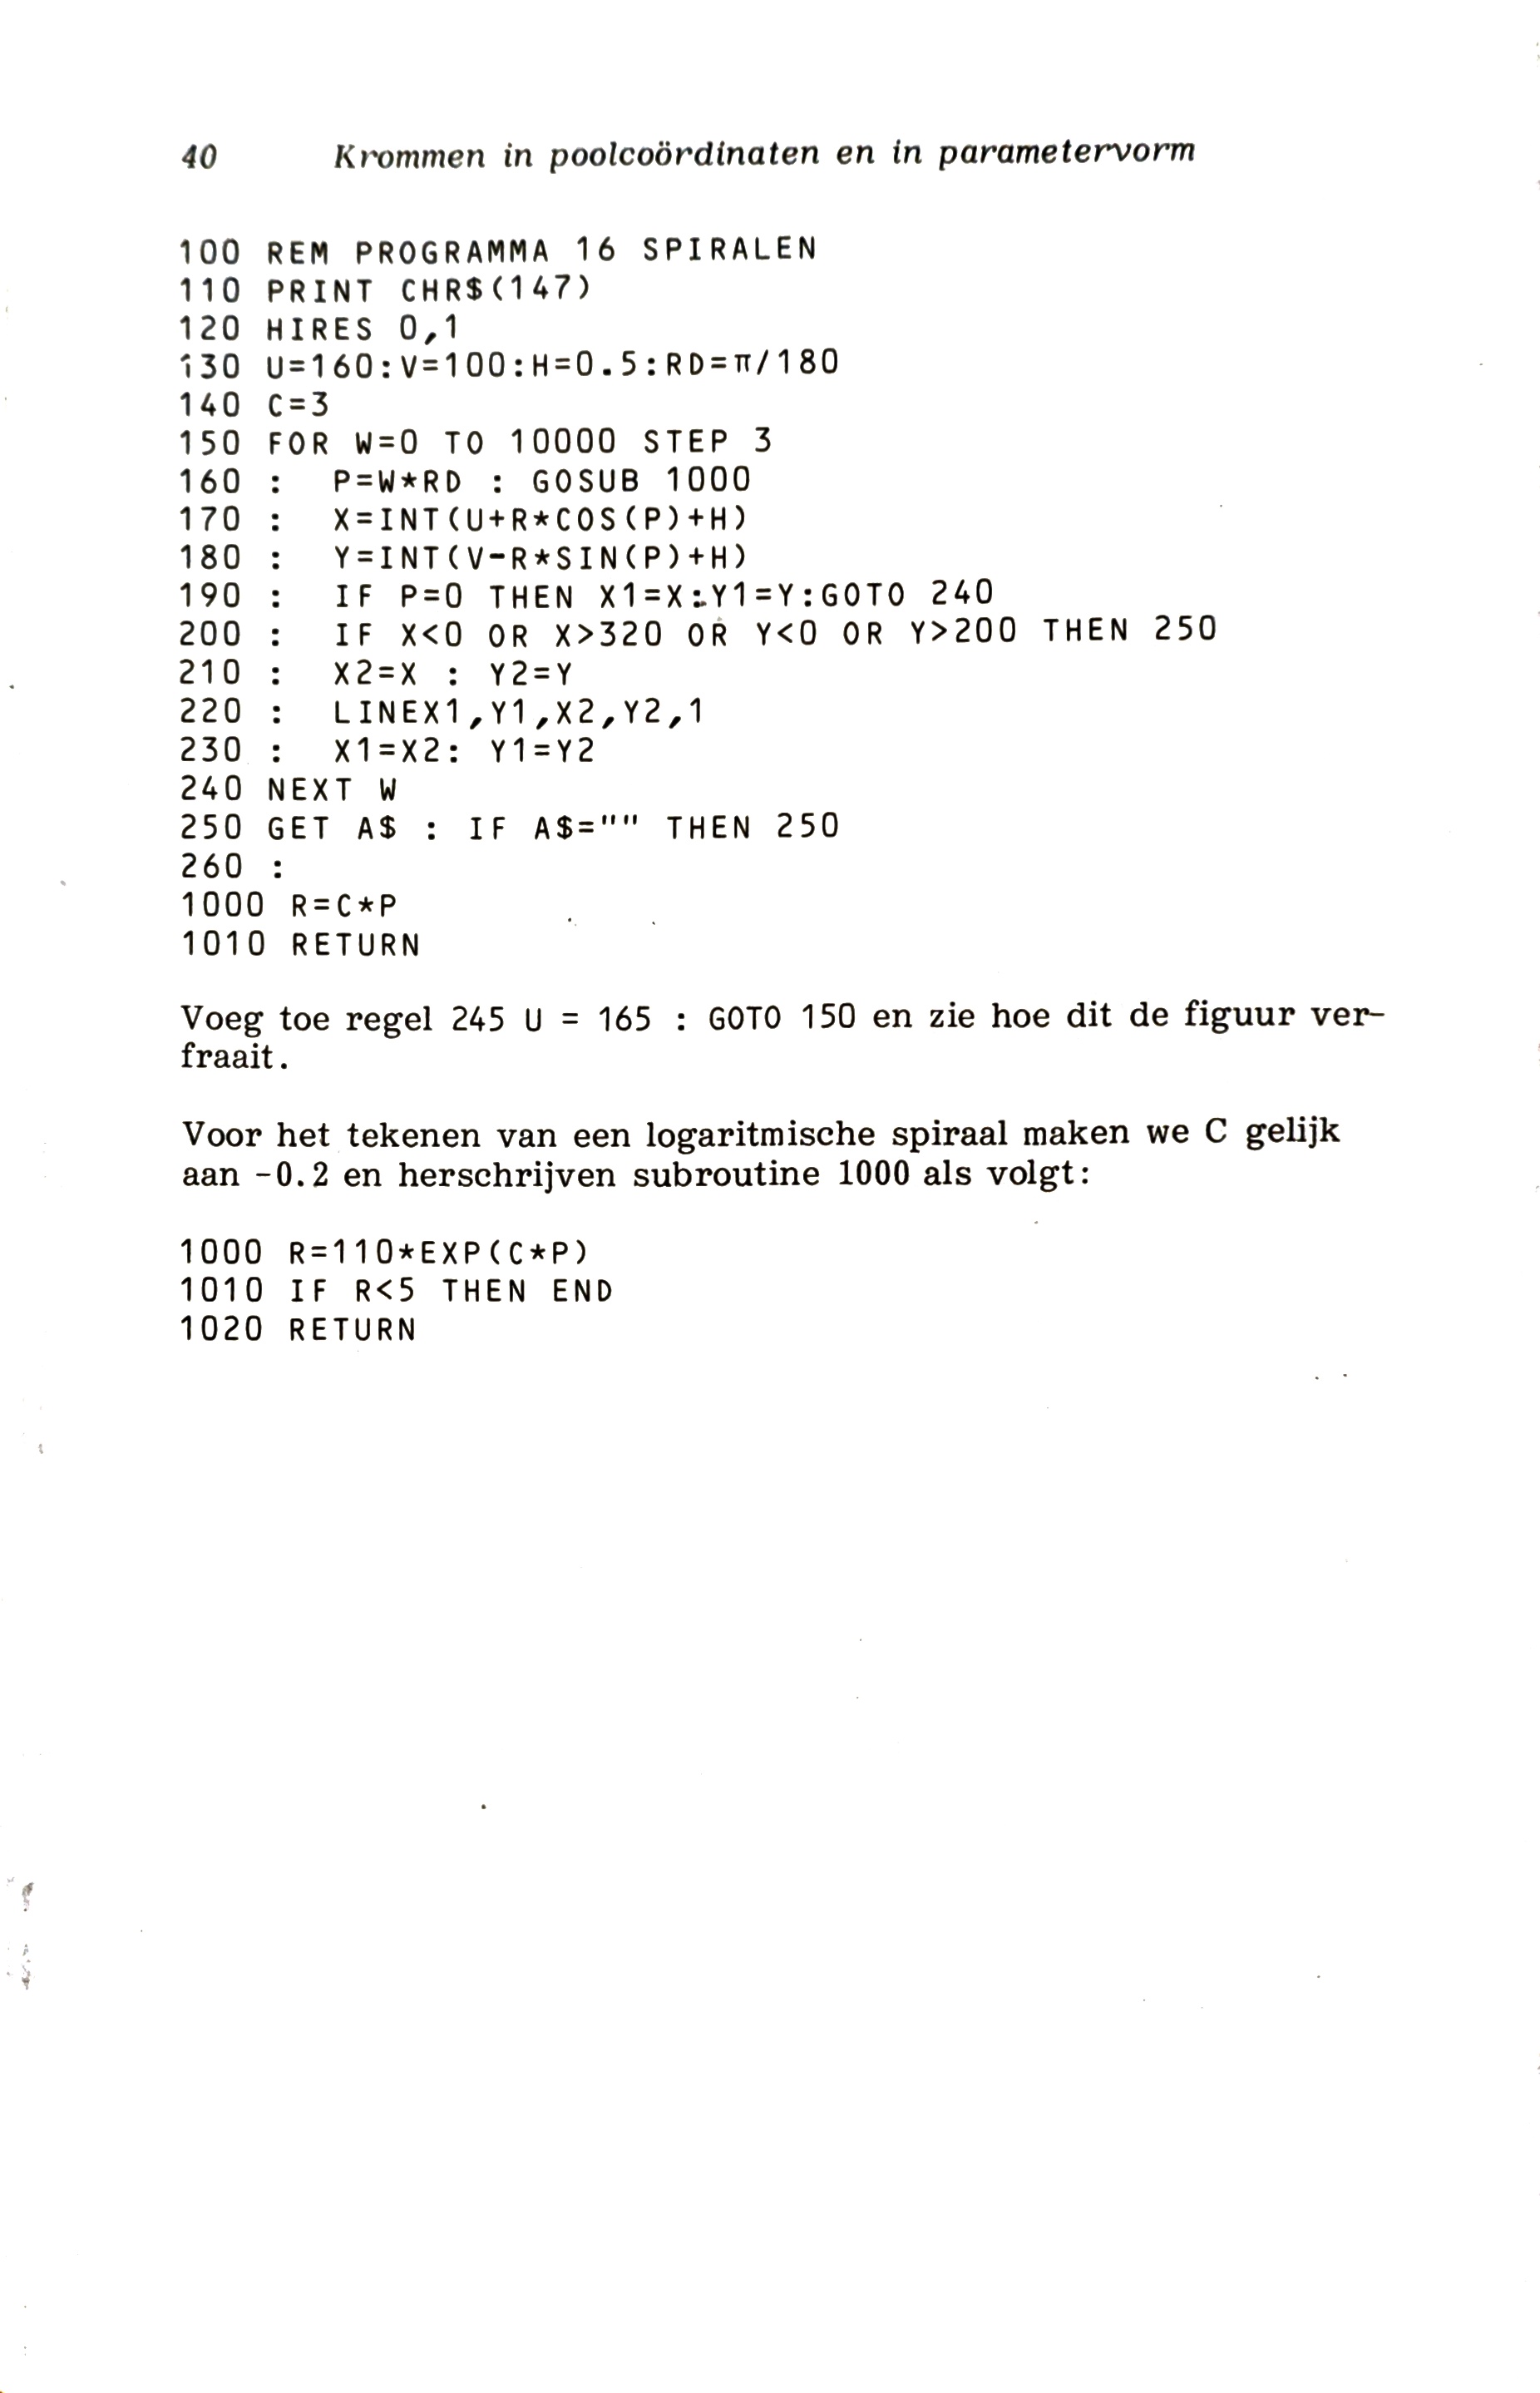 40 Krommen in poolcoördinaten en in parametervorm
100 REM PROGRAMMA 16 SPIRALEN
110 PRINT CHR$(147)
120 HIRES 0,1
130 U=160:V=100:H=0.5:RD=π/180
140 C=3
150 FOR W=0 TO 10000 STEP 3
160 : P=W*RD : GOSUB 1000
170 : X=INT(U+R*COS(P)+H)
180 : Y=INT(V-R*SIN(P)+H)
190 : IF P=0 THEN X1=X:Y1=Y:GOTO 240
200 : IF X<0 OR X>320 OR Y<0 OR Y>200 THEN 250
210 : X2=X : Y2=Y
220 : LINEX1,Y1,X2,Y2,1
230 : X1=X2: Y1=Y2
240 NEXT W
250 GET A$ : IF A$="" THEN 250
260 :
1000 R=C*P
1010 RETURN
Voeg toe regel 245 U = 165 : GOTO 150 en zie hoe dit de figuur ver-
fraait.
Voor het tekenen van een logaritmische spiraal maken we C gelijk
aan -0.2 en herschrijven subroutine 1000 als volgt:
1000 R=110*EXP(C*P)
1010 IF R<5 THEN END
1020 RETURN